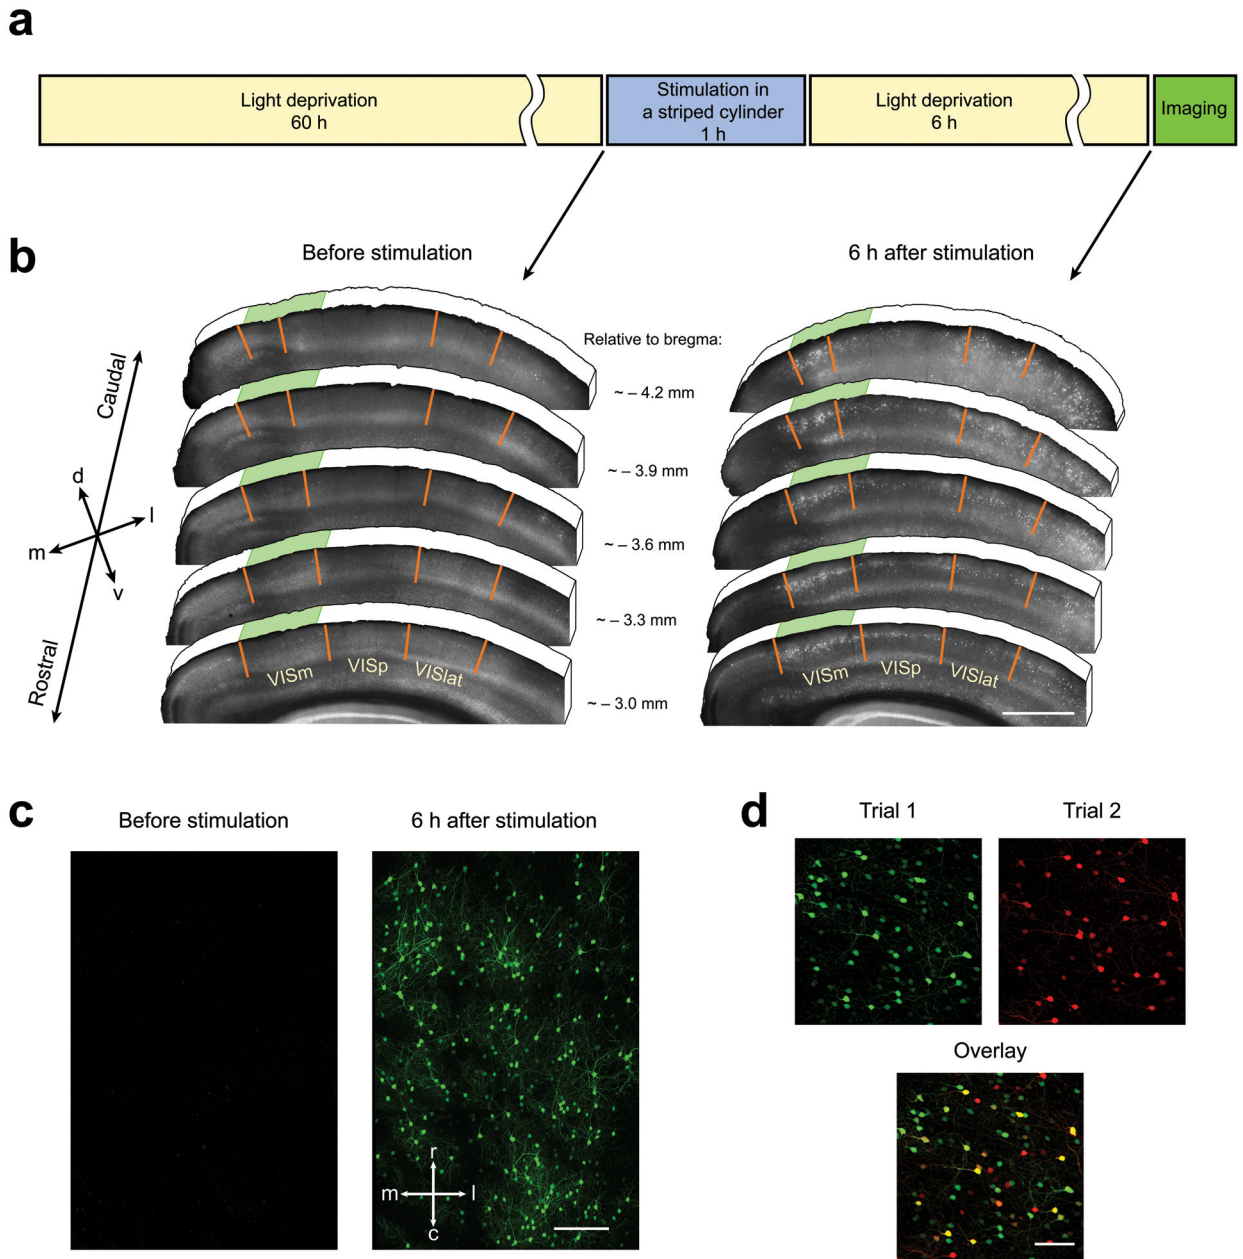 a
Light deprivation
60 h
Stimulation in
a striped cylinder
1 h
Light deprivation
6 h
Imaging
b
Before stimulation
6 h after stimulation
Relative to bregma:
~ – 4.2 mm
~ – 3.9 mm
~ – 3.6 mm
~ – 3.3 mm
~ – 3.0 mm
Caudal
d
l
m
v
Rostral
VISm
VISp
VISlat
VISm
VISp
VISlat
c
Before stimulation
6 h after stimulation
r
m
l
c
d
Trial 1
Trial 2
Overlay